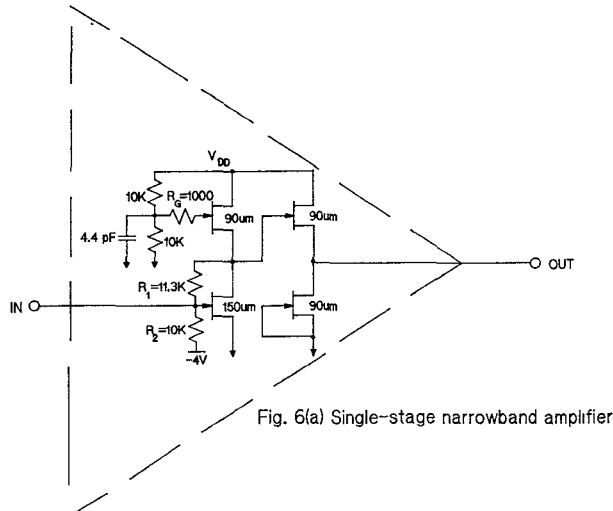 V_DD
10K
R_G=1000
90um
90um
4.4 pF
10K
OUT
R_1=11.3K
IN
150um
90um
R_2=10K
-4V
Fig. 6(a) Single-stage narrowband amplifier